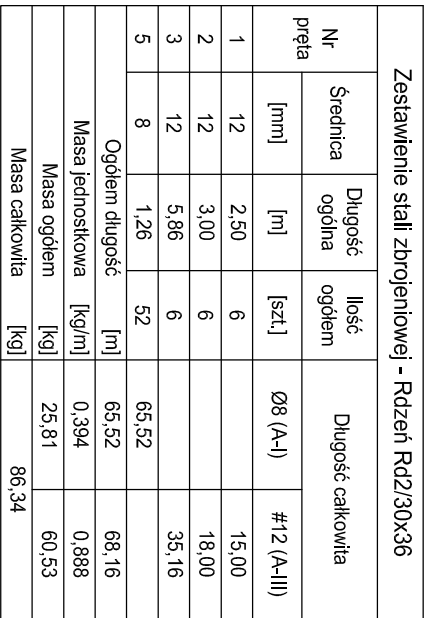 Zestawienie stali zbrojeniowej - Rdzeń Rd2/30x36
Nr pręta Średnica Długość ogólna Ilość ogółem Długość całkowita
[mm] [m] [szt.] Ø8 (A-I) #12 (A-III)
1 12 2,50 6 15,00
2 12 3,00 6 18,00
3 12 5,86 6 35,16
5 8 1,26 52 65,52
Ogółem długość [m] 65,52 68,16
Masa jednostkowa [kg/m] 0,394 0,888
Masa ogółem [kg] 25,81 60,53
Masa całkowita [kg] 86,34